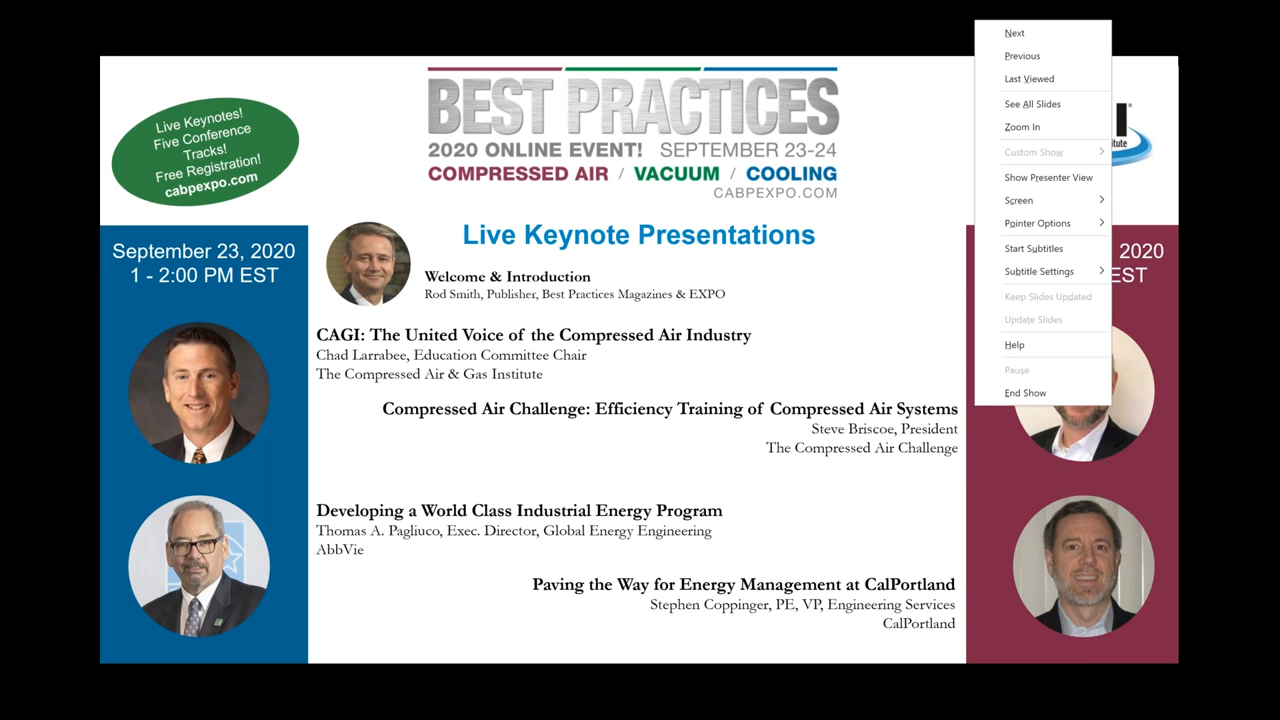 Live Keynotes!
Five Conference
Tracks!
Free Registration!
cabpexpo.com
BEST PRACTICES
2020 ONLINE EVENT! SEPTEMBER 23-24
COMPRESSED AIR / VACUUM / COOLING
CABPEXPO.COM
September 23, 2020
1 - 2:00 PM EST
Live Keynote Presentations
Welcome & Introduction
Rod Smith, Publisher, Best Practices Magazines & EXPO
CAGI: The United Voice of the Compressed Air Industry
Chad Larrabee, Education Committee Chair
The Compressed Air & Gas Institute
Compressed Air Challenge: Efficiency Training of Compressed Air Systems
Steve Briscoe, President
The Compressed Air Challenge
Developing a World Class Industrial Energy Program
Thomas A. Pagliuco, Exec. Director, Global Energy Engineering
AbbVie
Paving the Way for Energy Management at CalPortland
Stephen Coppinger, PE, VP, Engineering Services
CalPortland
2020
EST
Next
Previous
Last Viewed
See All Slides
Zoom In
Custom Show
Show Presenter View
Screen
Pointer Options
Start Subtitles
Subtitle Settings
Keep Slides Updated
Update Slides
Help
Pause
End Show